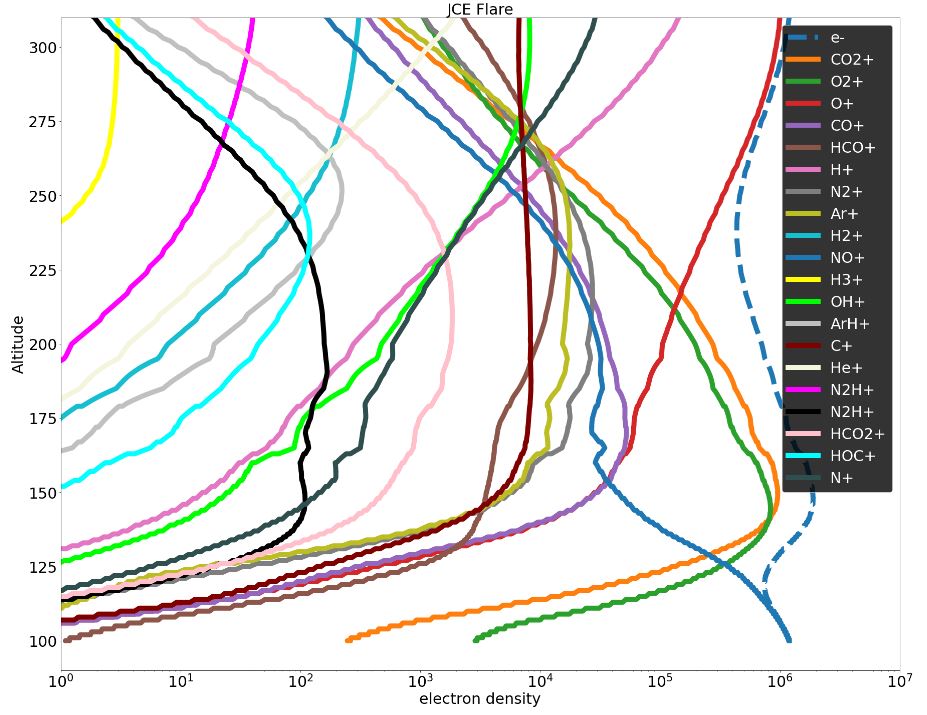 JCE Flare
Altitude
300
275
250
225
200
175
150
125
100
e-
CO2+
O2+
O+
CO+
HCO+
H+
N2+
Ar+
H2+
NO+
H3+
OH+
ArH+
C+
He+
N2H+
N2H+
HCO2+
HOC+
N+
10⁰ 10¹ 10² 10³ 10⁴ 10⁵ 10⁶ 10⁷
electron density